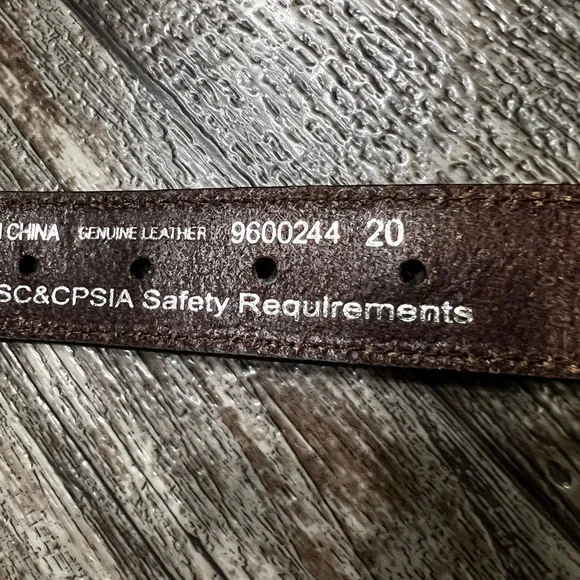 CHINA GENUINE LEATHER 9600244 20
SC&CPSIA Safety Requirements